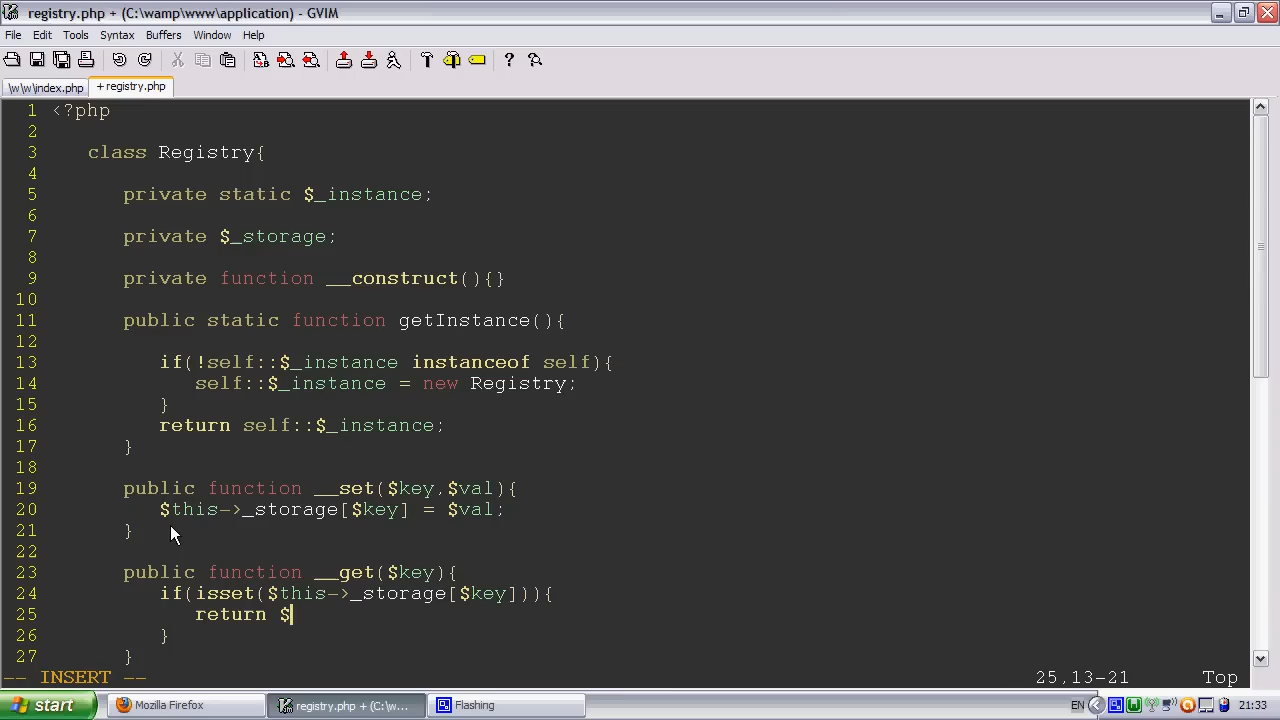 registry.php + (C:\wamp\www\application) - GVIM
File Edit Tools Syntax Buffers Window Help
\w\w\index.php + registry.php
1 <?php
2
3 class Registry{
4
5 private static $_instance;
6
7 private $_storage;
8
9 private function __construct(){}
10
11 public static function getInstance(){
12
13 if(!self::$_instance instanceof self){
14 self::$_instance = new Registry;
15 }
16 return self::$_instance;
17 }
18
19 public function __set($key,$val){
20 $this->_storage[$key] = $val;
21 }
22
23 public function __get($key){
24 if(isset($this->_storage[$key])){
25 return $
26 }
27 }
-- INSERT -- 25,13-21 Top
start Mozilla Firefox registry.php + (C:\w... Flashing EN 21:33